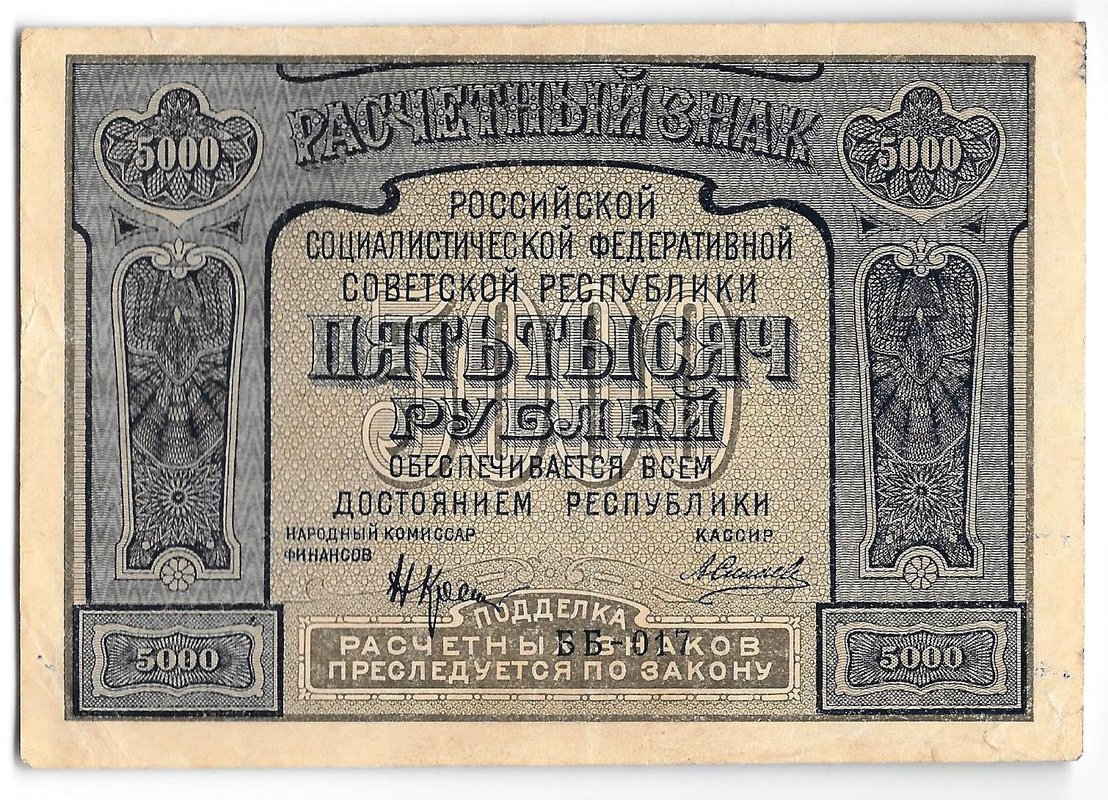 РАСЧЕТНЫЙ ЗНАК
5000 5000
РОССИЙСКОЙ
СОЦИАЛИСТИЧЕСКОЙ ФЕДЕРАТИВНОЙ
СОВЕТСКОЙ РЕСПУБЛИКИ
5000
ПЯТЬ ТЫСЯЧ
РУБЛЕЙ
ОБЕСПЕЧИВАЕТСЯ ВСЕМ
ДОСТОЯНИЕМ РЕСПУБЛИКИ
НАРОДНЫЙ КОМИССАР
ФИНАНСОВ
КАССИР
ПОДДЕЛКА
РАСЧЕТНЫХ ЗНАКОВ
ББ-017
ПРЕСЛЕДУЕТСЯ ПО ЗАКОНУ
5000 5000